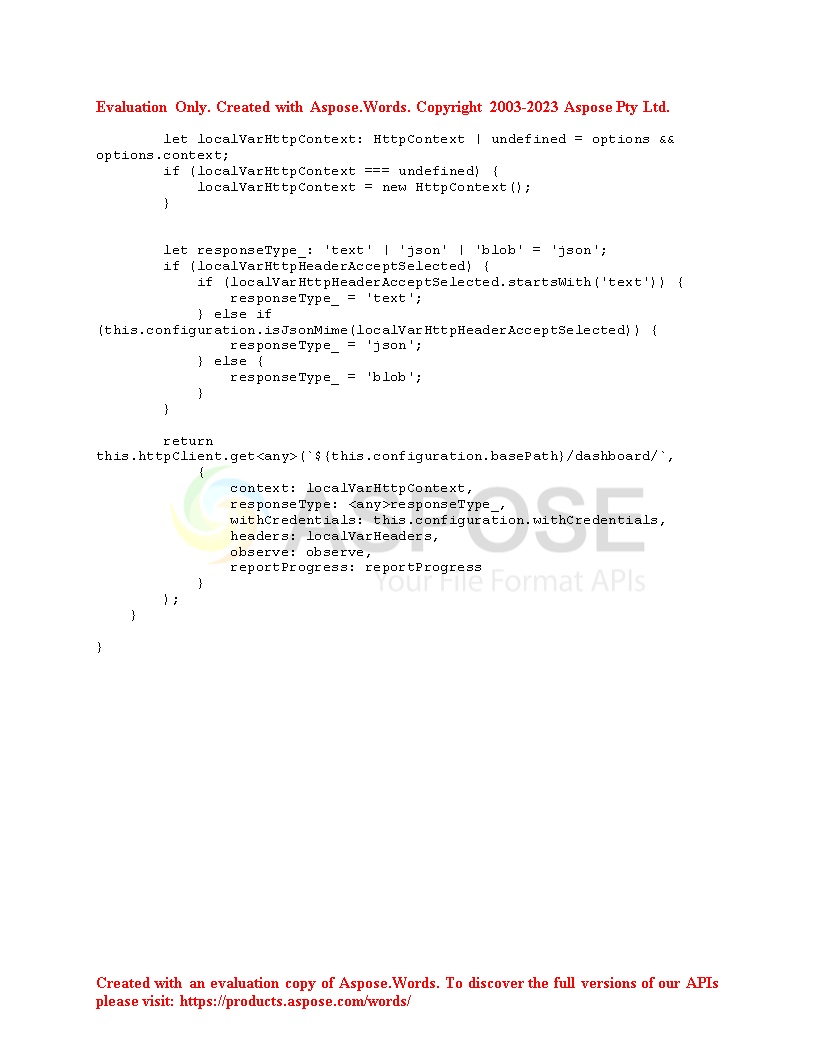 Evaluation Only. Created with Aspose.Words. Copyright 2003-2023 Aspose Pty Ltd.
        let localVarHttpContext: HttpContext | undefined = options &&
options.context;
        if (localVarHttpContext === undefined) {
            localVarHttpContext = new HttpContext();
        }
        let responseType_: 'text' | 'json' | 'blob' = 'json';
        if (localVarHttpHeaderAcceptSelected) {
            if (localVarHttpHeaderAcceptSelected.startsWith('text')) {
                responseType_ = 'text';
            } else if
(this.configuration.isJsonMime(localVarHttpHeaderAcceptSelected)) {
                responseType_ = 'json';
            } else {
                responseType_ = 'blob';
            }
        }
        return
this.httpClient.get<any>(`${this.configuration.basePath}/dashboard/`,
            {
                context: localVarHttpContext,
                responseType: <any>responseType_,
                withCredentials: this.configuration.withCredentials,
                headers: localVarHeaders,
                observe: observe,
                reportProgress: reportProgress
            }
        );
    }
}
ASPOSE
Your File Format APIs
Created with an evaluation copy of Aspose.Words. To discover the full versions of our APIs
please visit: https://products.aspose.com/words/